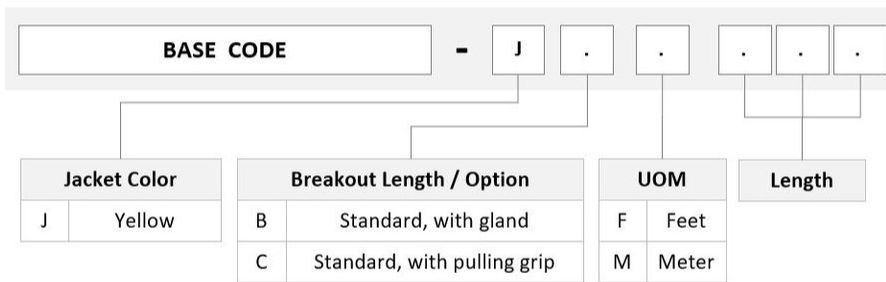 BASE CODE - J . . . . .
Jacket Color Breakout Length / Option UOM Length
J Yellow B Standard, with gland F Feet
C Standard, with pulling grip M Meter